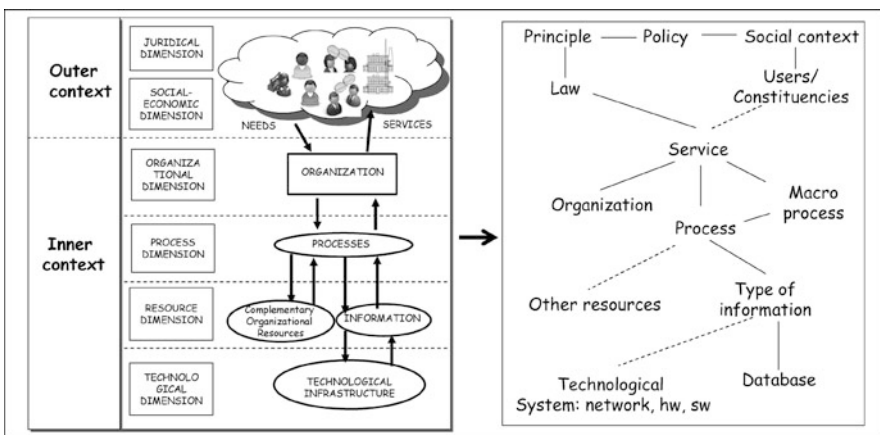 Outer
context
JURIDICAL
DIMENSION
SOCIAL-
ECONOMIC
DIMENSION
NEEDS
SERVICES
Inner
context
ORGANIZA
TIONAL
DIMENSION
ORGANIZATION
PROCESS
DIMENSION
PROCESSES
RESOURCE
DIMENSION
Complementary
Organizational
Resources
INFORMATION
TECHNOLO
GICAL
DIMENSION
TECHNOLOGICAL
INFRASTRUCTURE
Principle
Policy
Social context
Law
Users/
Constituencies
Service
Organization
Process
Macro
process
Other resources
Type of
information
Technological
System: network, hw, sw
Database